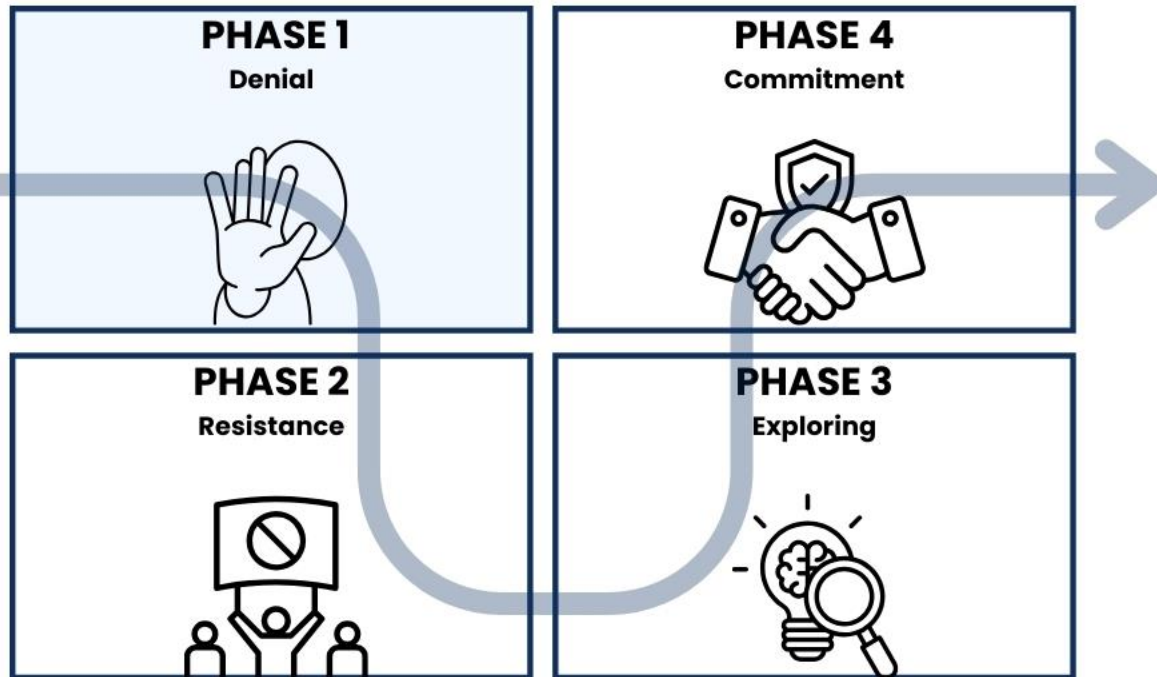 PHASE 1
Denial
PHASE 4
Commitment
PHASE 2
Resistance
PHASE 3
Exploring